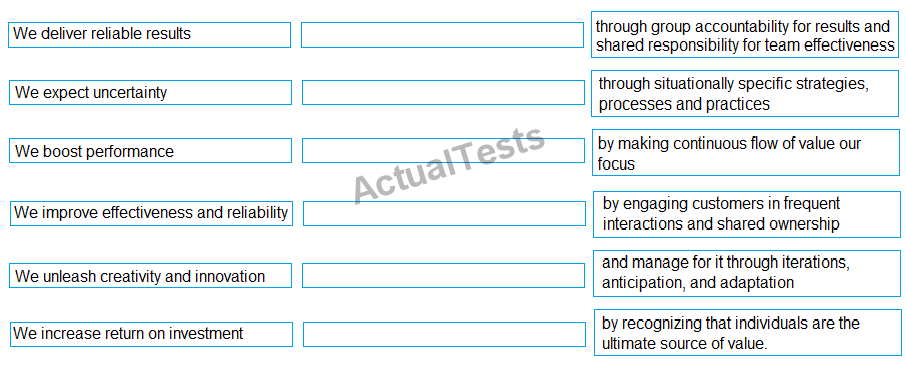 We deliver reliable results
through group accountability for results and
shared responsibility for team effectiveness
We expect uncertainty
through situationally specific strategies,
processes and practices
We boost performance
by making continuous flow of value our
focus
ActualTests
We improve effectiveness and reliability
by engaging customers in frequent
interactions and shared ownership
We unleash creativity and innovation
and manage for it through iterations,
anticipation, and adaptation
We increase return on investment
by recognizing that individuals are the
ultimate source of value.